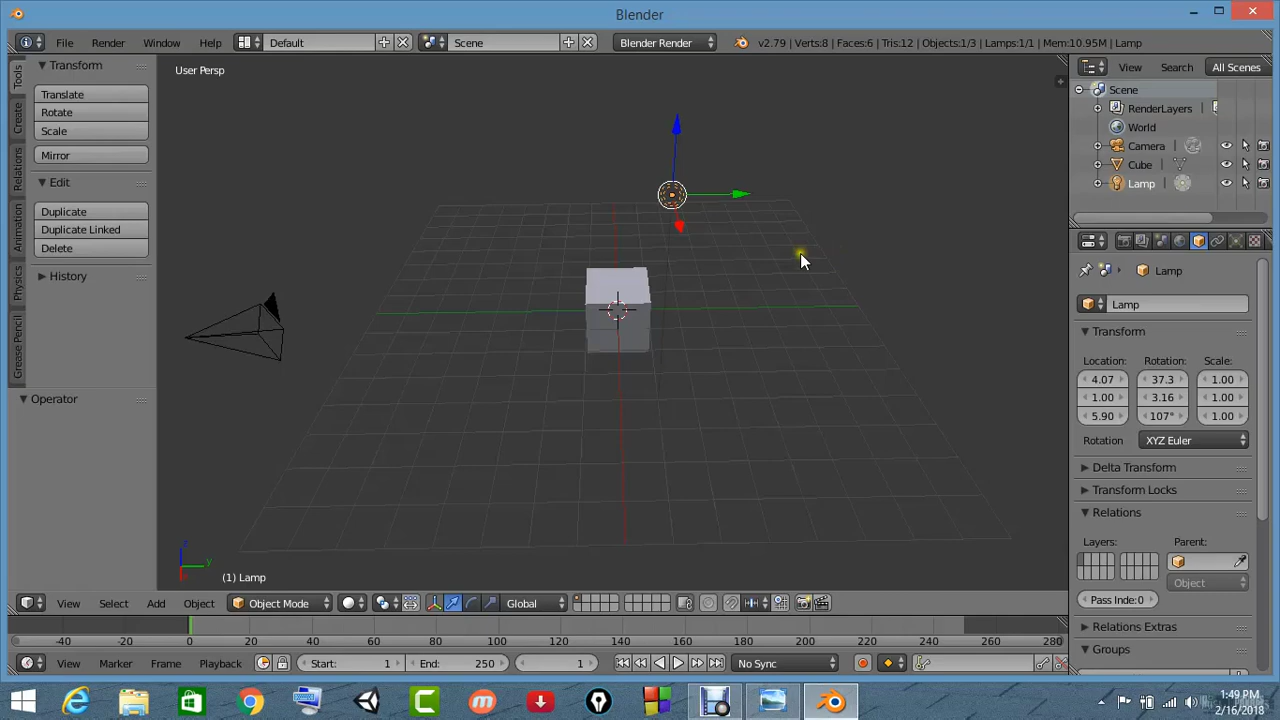 Blender
File Render Window Help Default Scene Blender Render v2.79 | Verts:8 | Faces:6 | Tris:12 | Objects:1/3 | Lamps:1/1 | Mem:10.95M | Lamp
Tools
Create
Relations
Animation
Physics
Grease Pencil
Transform
Translate
Rotate
Scale
Mirror
Edit
Duplicate
Duplicate Linked
Delete
History
Operator
User Persp
z
y
(1) Lamp
View Search All Scenes
Scene
RenderLayers
World
Camera
Cube
Lamp
Lamp
Lamp
Transform
Location: Rotation: Scale:
4.07 37.3 1.00
1.00 3.16 1.00
5.90 107° 1.00
Rotation XYZ Euler
Delta Transform
Transform Locks
Relations
Layers: Parent:
Object
Pass Inde: 0
Relations Extras
Groups
View Select Add Object Object Mode Global
-40 -20 0 20 40 60 80 100 120 140 160 180 200 220 240 260 280
View Marker Frame Playback Start: 1 End: 250 1 No Sync
1:49 PM
2/16/2018